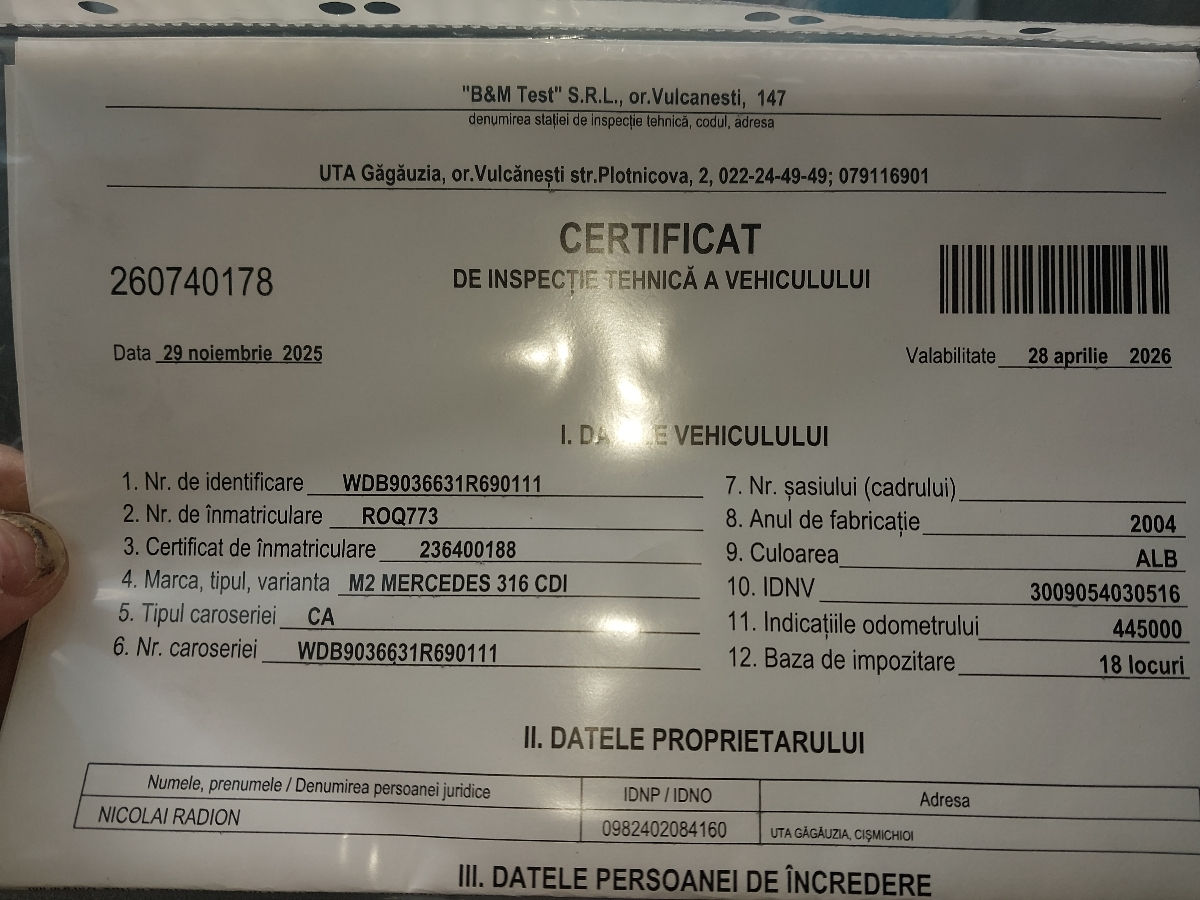 "B&M Test" S.R.L., or.Vulcanesti, 147
denumirea stației de inspecție tehnică, codul, adresa
UTA Găgăuzia, or.Vulcănești str.Plotnicova, 2, 022-24-49-49; 079116901
CERTIFICAT
260740178
DE INSPECȚIE TEHNICĂ A VEHICULULUI
Data 29 noiembrie 2025
Valabilitate 28 aprilie 2026
I. DATELE VEHICULULUI
1. Nr. de identificare WDB9036631R690111
2. Nr. de înmatriculare ROQ773
3. Certificat de înmatriculare 236400188
4. Marca, tipul, varianta M2 MERCEDES 316 CDI
5. Tipul caroseriei CA
6. Nr. caroseriei WDB9036631R690111
7. Nr. șasiului (cadrului)
8. Anul de fabricație 2004
9. Culoarea ALB
10. IDNV 3009054030516
11. Indicațiile odometrului 445000
12. Baza de impozitare 18 locuri
II. DATELE PROPRIETARULUI
Numele, prenumele / Denumirea persoanei juridice IDNP / IDNO Adresa
NICOLAI RADION 0982402084160 UTA GĂGĂUZIA, CIȘMICHIOI
III. DATELE PERSOANEI DE ÎNCREDERE